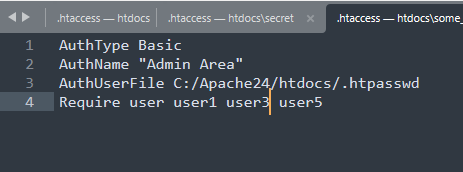 .htaccess — htdocs
.htaccess — htdocs\secret
.htaccess — htdocs\some_
1 AuthType Basic
2 AuthName "Admin Area"
3 AuthUserFile C:/Apache24/htdocs/.htpasswd
4 Require user user1 user3 user5